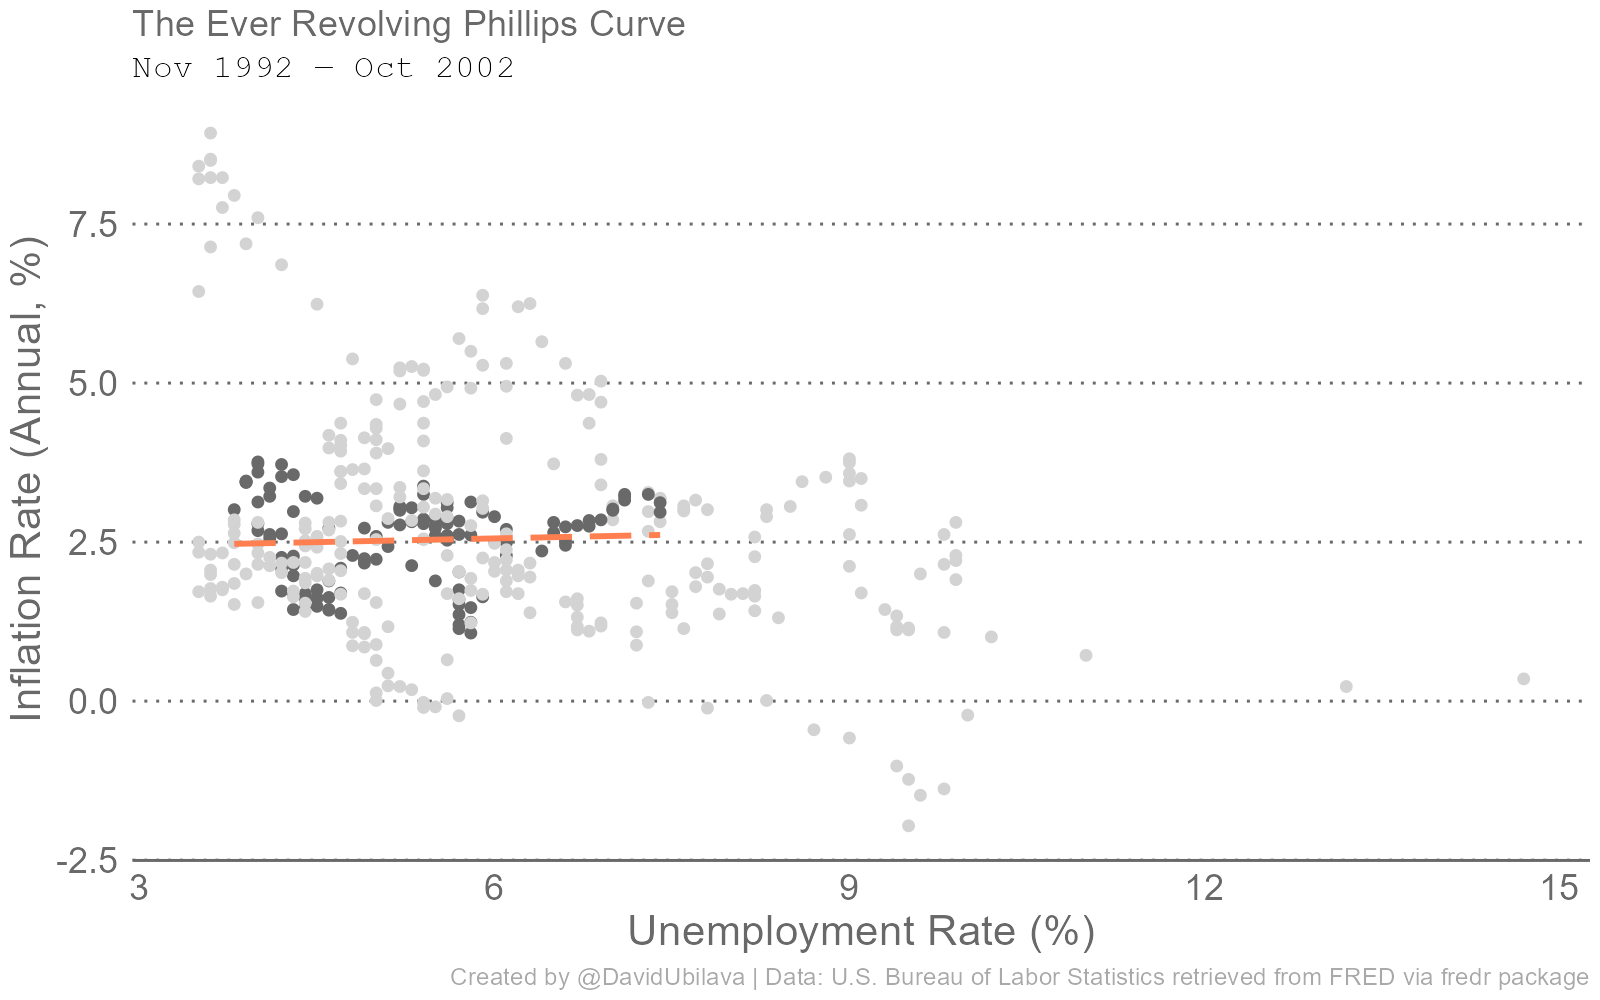 The Ever Revolving Phillips Curve
Nov 1992 — Oct 2002
Inflation Rate (Annual, %)
7.5
5.0
2.5
0.0
-2.5
3 6 9 12 15
Unemployment Rate (%)
Created by @DavidUbilava | Data: U.S. Bureau of Labor Statistics retrieved from FRED via fredr package